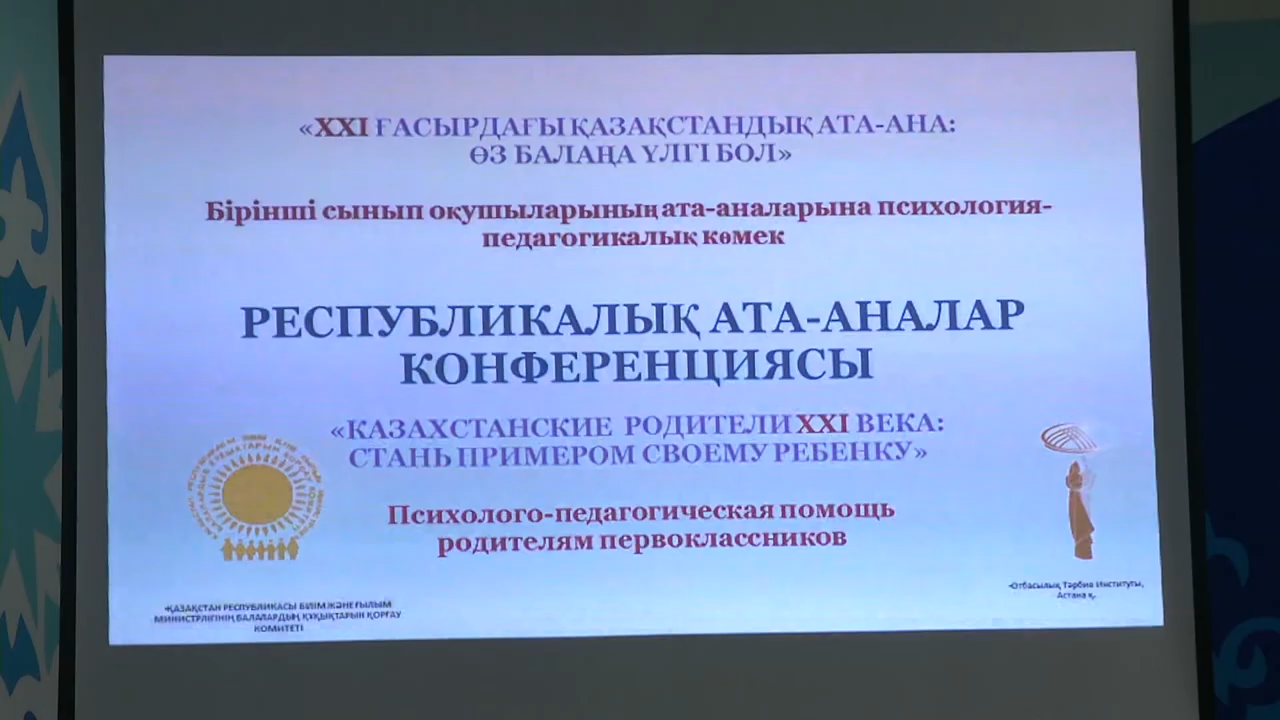 «XXI ҒАСЫРДАҒЫ ҚАЗАҚСТАНДЫҚ АТА-АНА:
ӨЗ БАЛАҢА ҮЛГІ БОЛ»
Бірінші сынып оқушыларының ата-аналарына психология-
педагогикалық көмек
РЕСПУБЛИКАЛЫҚ АТА-АНАЛАР
КОНФЕРЕНЦИЯСЫ
«КАЗАХСТАНСКИЕ РОДИТЕЛИ XXI ВЕКА:
СТАНЬ ПРИМЕРОМ СВОЕМУ РЕБЕНКУ»
Психолого-педагогическая помощь
родителям первоклассников
•ҚАЗАҚСТАН РЕСПУБЛИКАСЫ БІЛІМ ЖӘНЕ ҒЫЛЫМ
МИНИСТРЛІГІНІҢ БАЛАЛАРДЫҢ ҚҰҚЫҚТАРЫН ҚОРҒАУ
КОМИТЕТІ
•Отбасылық Тәрбие Институты,
Астана қ.